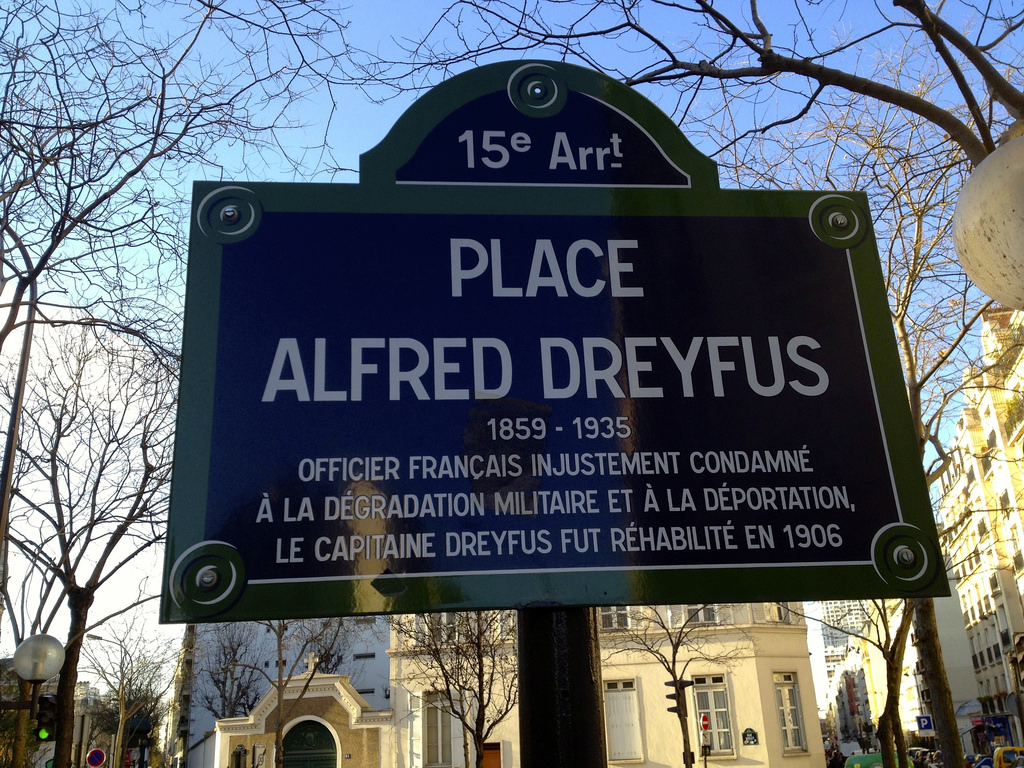 15e Arrt
PLACE
ALFRED DREYFUS
1859 - 1935
OFFICIER FRANÇAIS INJUSTEMENT CONDAMNÉ
À LA DÉGRADATION MILITAIRE ET À LA DÉPORTATION,
LE CAPITAINE DREYFUS FUT RÉHABILITÉ EN 1906
P